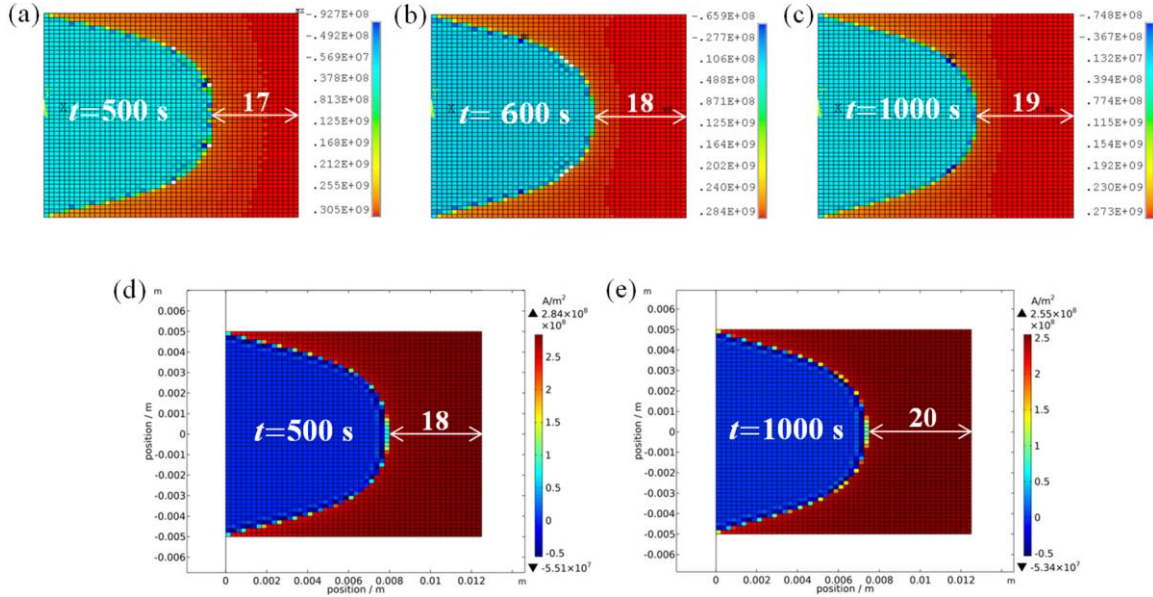 (a)
t=500 s
17
-.927E+08
-.492E+08
-.569E+07
.378E+08
.813E+08
.125E+09
.168E+09
.212E+09
.255E+09
.305E+09
(b)
t= 600 s
18
-.659E+08
-.277E+08
.106E+08
.488E+08
.871E+08
.125E+09
.164E+09
.202E+09
.240E+09
.284E+09
(c)
t=1000 s
19
-.748E+08
-.367E+08
.137E+07
.394E+08
.774E+08
.115E+09
.154E+09
.192E+09
.230E+09
.273E+09
(d)
m
0.006
0.005
0.004
0.003
0.002
0.001
0
-0.001
-0.002
-0.003
-0.004
-0.005
-0.006
position / m
t=500 s
18
0
0.002
0.004
0.006
0.008
0.01
0.012
m
position / m
A/m²
▲ 2.84×10⁸
×10⁸
2.5
2
1.5
1
0.5
0
-0.5
▼ -5.51×10⁷
(e)
m
0.006
0.005
0.004
0.003
0.002
0.001
0
-0.001
-0.002
-0.003
-0.004
-0.005
-0.006
position / m
t=1000 s
20
0
0.002
0.004
0.006
0.008
0.01
0.012
m
position / m
A/m²
▲ 2.55×10⁸
×10⁸
2.5
2
1.5
1
0.5
0
-0.5
▼ -5.34×10⁷